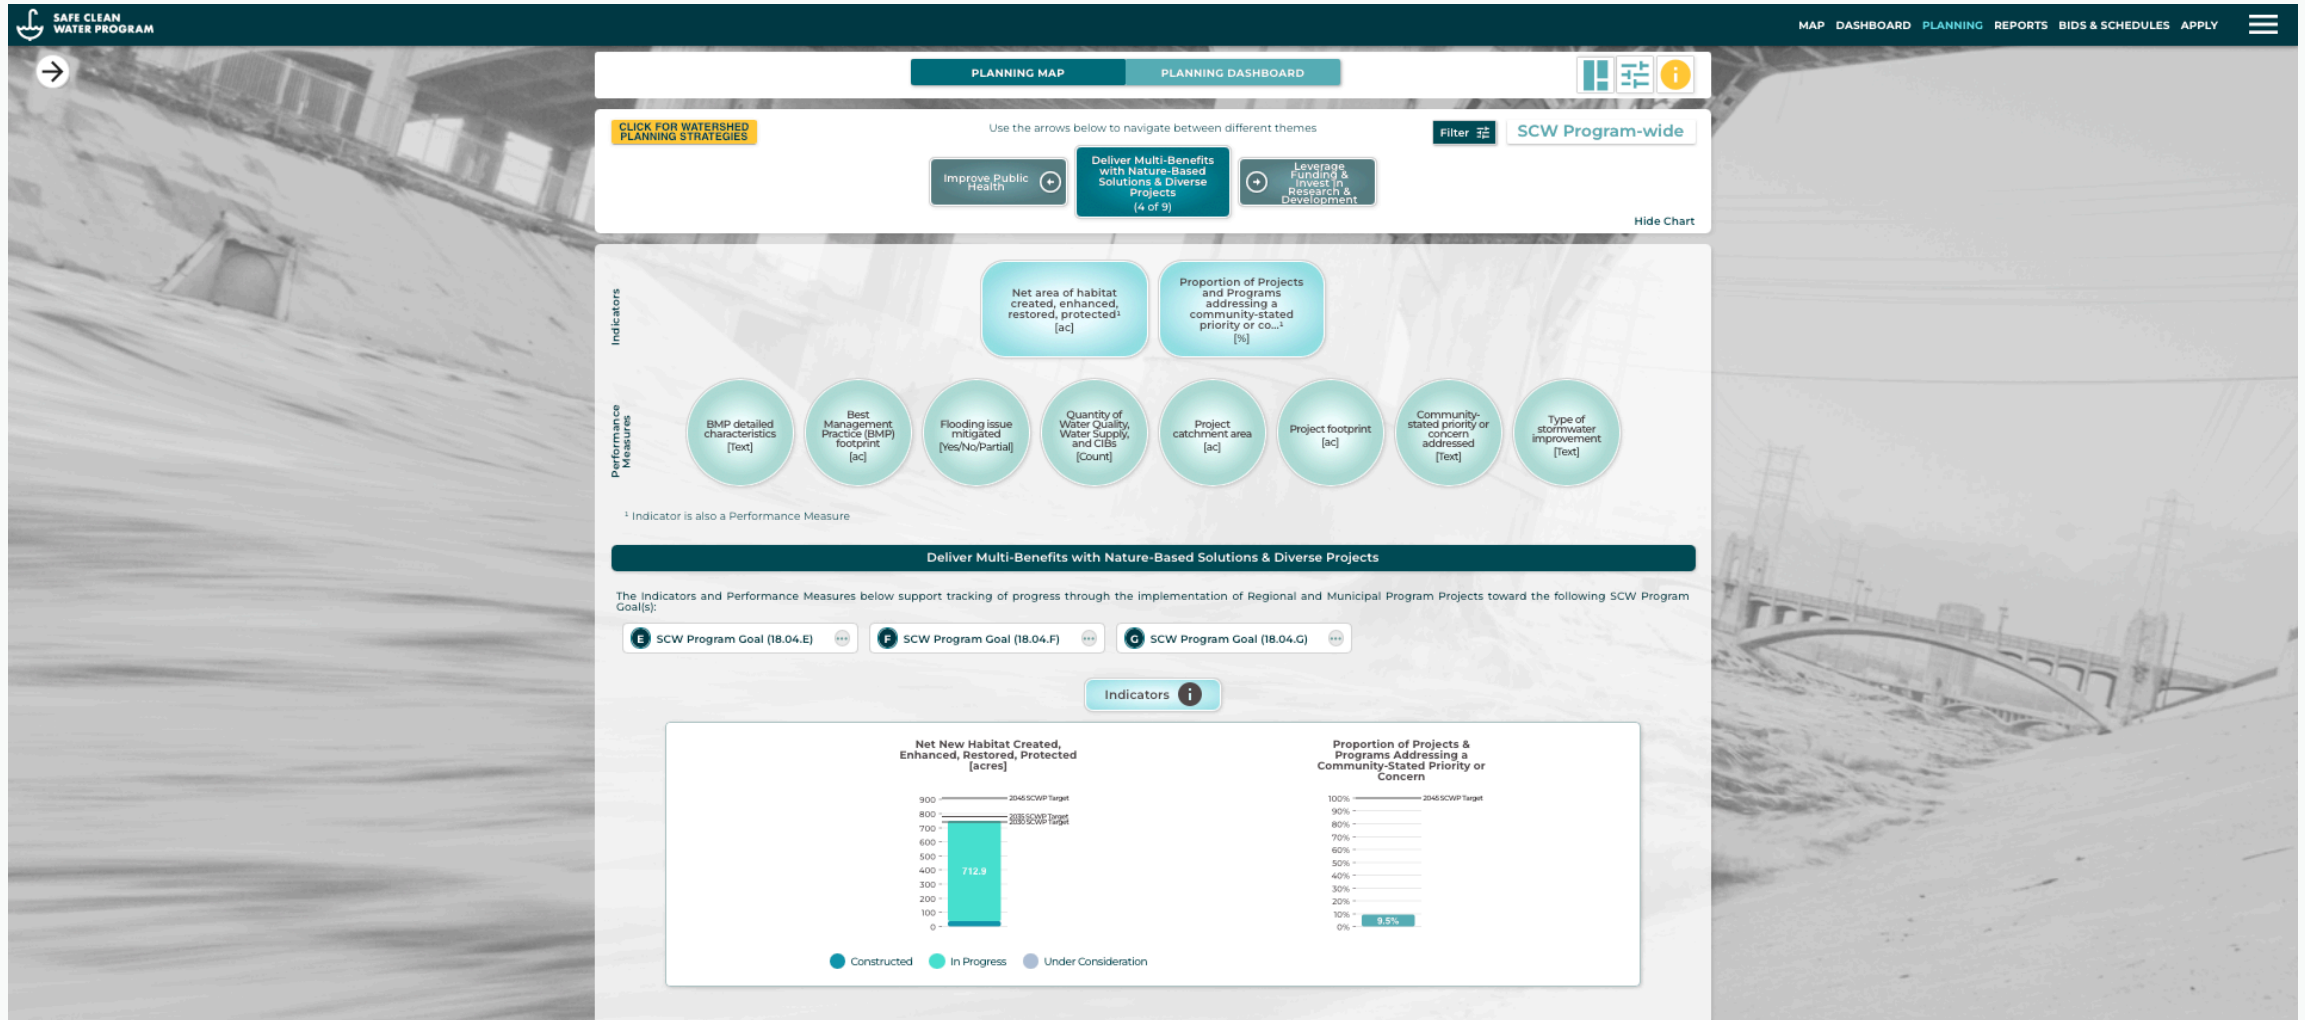 SAFE CLEAN
WATER PROGRAM
MAP DASHBOARD PLANNING REPORTS BIDS & SCHEDULES APPLY
PLANNING MAP
PLANNING DASHBOARD
CLICK FOR WATERSHED
PLANNING STRATEGIES
Use the arrows below to navigate between different themes
Filter
SCW Program-wide
Improve Public
Health
Deliver Multi-Benefits
with Nature-Based
Solutions & Diverse
Projects
(4 of 9)
Leverage
Funding &
Invest in
Research &
Development
Hide Chart
Indicators
Net area of habitat
created, enhanced,
restored, protected¹
[ac]
Proportion of Projects
and Programs
addressing a
community-stated
priority or co...¹
[%]
Performance
Measures
BMP detailed
characteristics
[Text]
Best
Management
Practice (BMP)
footprint
[ac]
Flooding issue
mitigated
[Yes/No/Partial]
Quantity of
Water Quality,
Water Supply,
and CIBs
[Count]
Project
catchment area
[ac]
Project footprint
[ac]
Community-
stated priority or
concern
addressed
[Text]
Type of
stormwater
improvement
[Text]
¹ Indicator is also a Performance Measure
Deliver Multi-Benefits with Nature-Based Solutions & Diverse Projects
The Indicators and Performance Measures below support tracking of progress through the implementation of Regional and Municipal Program Projects toward the following SCW Program
Goal(s):
E SCW Program Goal (18.04.E) ...
F SCW Program Goal (18.04.F) ...
G SCW Program Goal (18.04.G) ...
Indicators i
Net New Habitat Created,
Enhanced, Restored, Protected
[acres]
900
800
700
600
500
400
300
200
100
0
2045 SCWP Target
2035 SCWP Target
2030 SCWP Target
712.9
Constructed
In Progress
Under Consideration
Proportion of Projects &
Programs Addressing a
Community-Stated Priority or
Concern
100%
90%
80%
70%
60%
50%
40%
30%
20%
10%
0%
2045 SCWP Target
9.5%